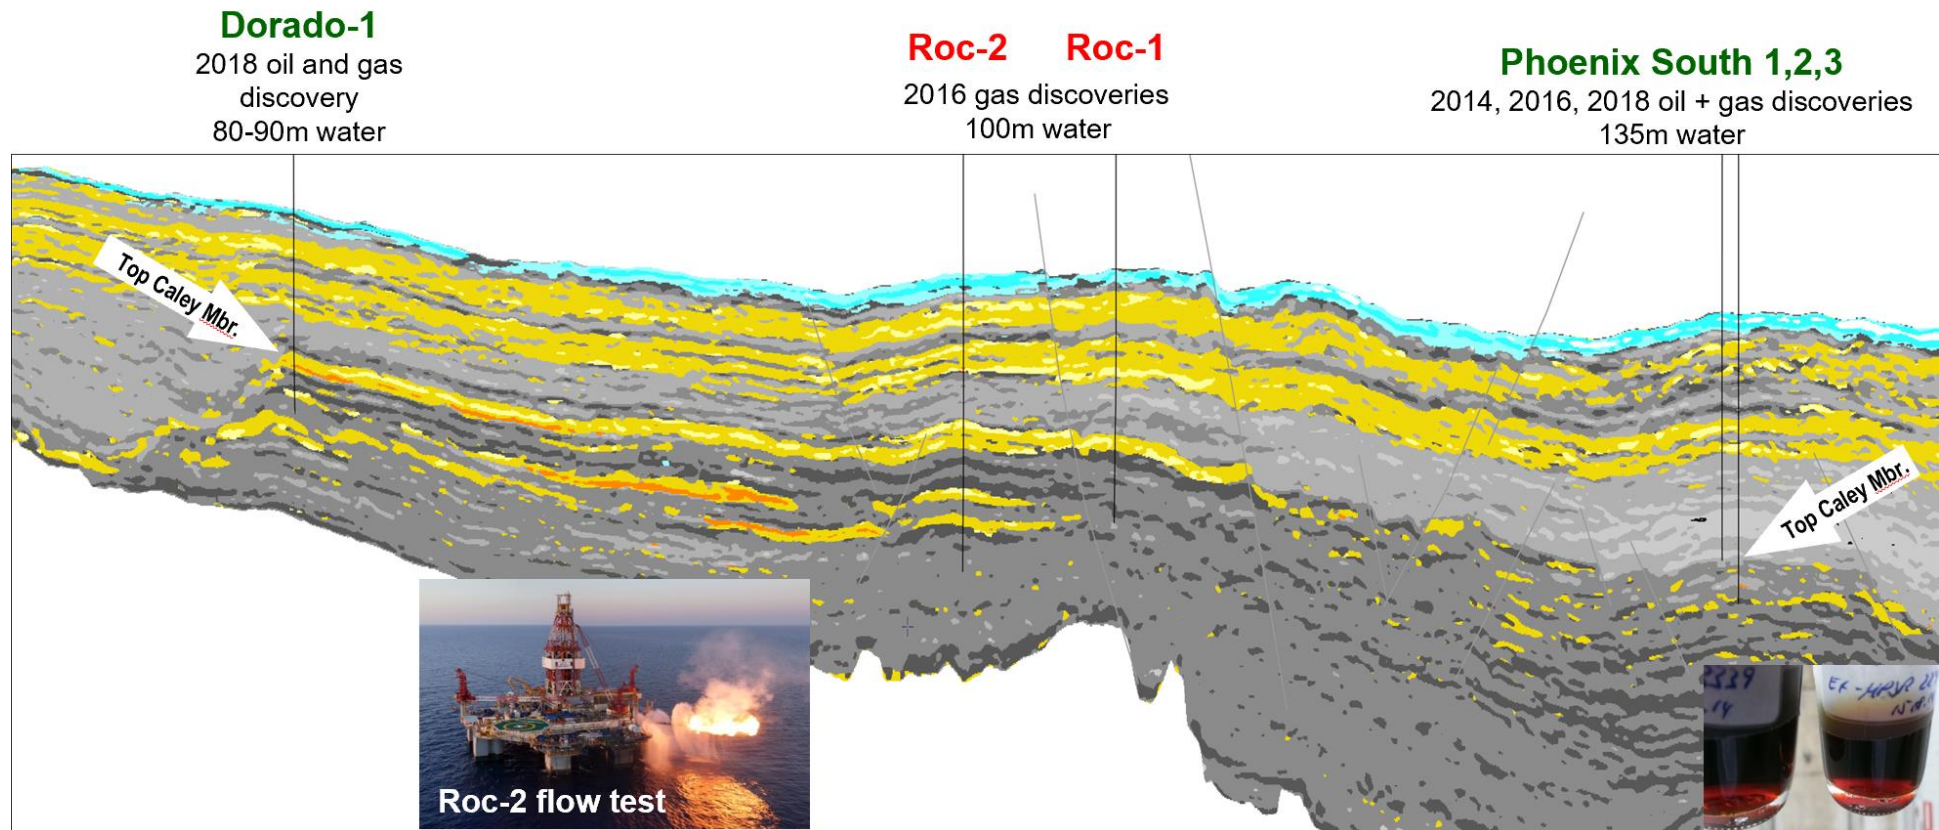 Dorado-1
2018 oil and gas
discovery
80-90m water
Roc-2 Roc-1
2016 gas discoveries
100m water
Phoenix South 1,2,3
2014, 2016, 2018 oil + gas discoveries
135m water
Top Caley Mbr.
Top Caley Mbr.
Roc-2 flow test
2339